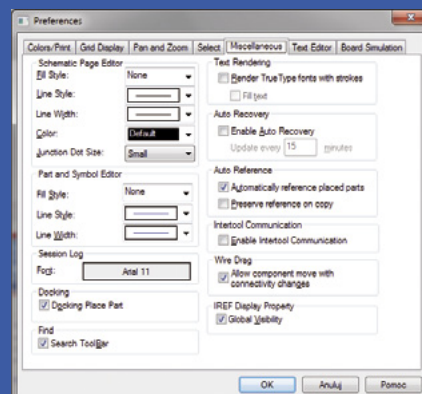 Preferences
Colors/Print Grid Display Pan and Zoom Select Miscellaneous Text Editor Board Simulation
Schematic Page Editor
Fill Style: None
Line Style:
Line Width:
Color: Default
Junction Dot Size: Small
Part and Symbol Editor
Fill Style: None
Line Style:
Line Width:
Session Log
Font: Arial 11
Docking
Docking Place Part
Find
Search ToolBar
Text Rendering
Render TrueType fonts with strokes
Fill text
Auto Recovery
Enable Auto Recovery
Update every 15 minutes
Auto Reference
Automatically reference placed parts
Preserve reference on copy
Intertool Communication
Enable Intertool Communication
Wire Drag
Allow component move with
connectivity changes
IREF Display Property
Global Visibility
OK Anuluj Pomoc